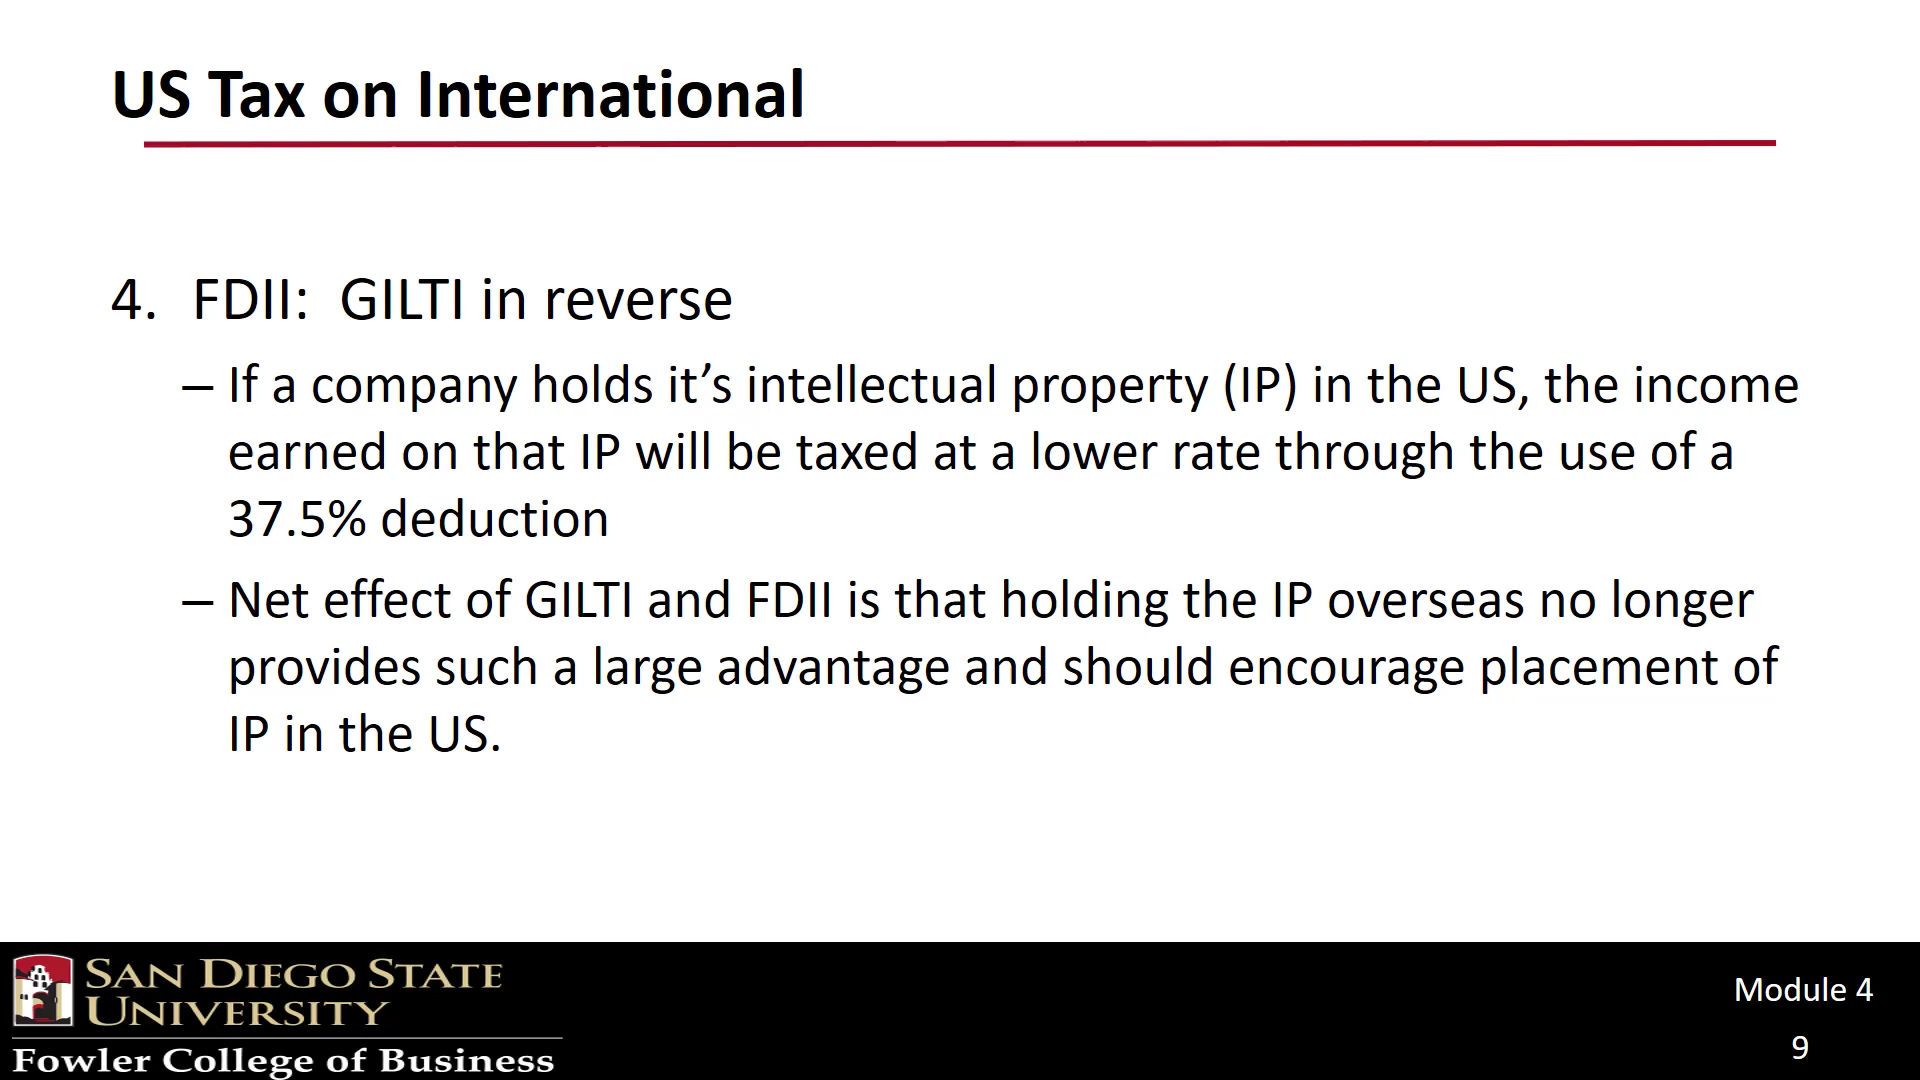 US Tax on International
4. FDII: GILTI in reverse
– If a company holds it’s intellectual property (IP) in the US, the income
earned on that IP will be taxed at a lower rate through the use of a
37.5% deduction
– Net effect of GILTI and FDII is that holding the IP overseas no longer
provides such a large advantage and should encourage placement of
IP in the US.
SAN DIEGO STATE
UNIVERSITY
Fowler College of Business
Module 4
9